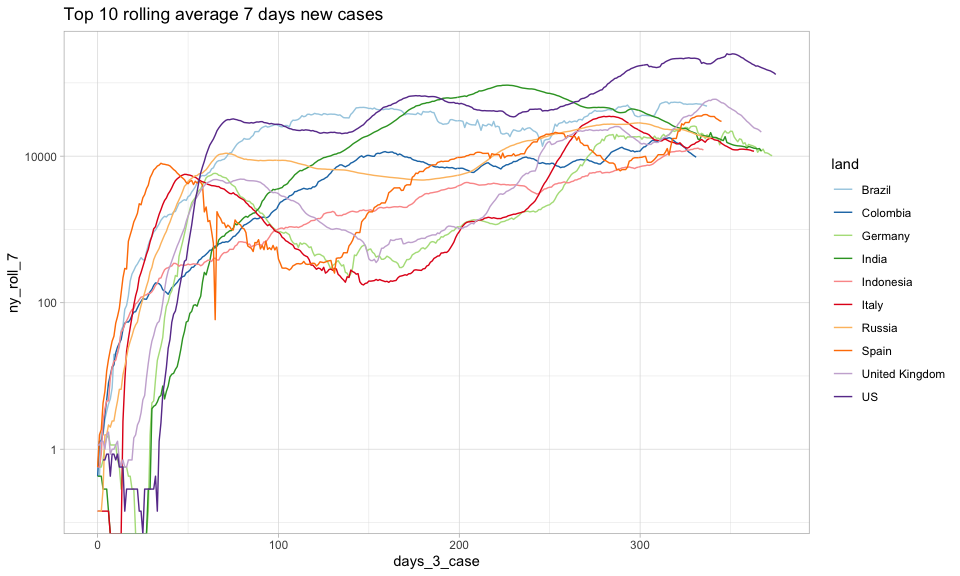 Top 10 rolling average 7 days new cases
ny_roll_7
10000
100
1
0
100
200
300
days_3_case
land
Brazil
Colombia
Germany
India
Indonesia
Italy
Russia
Spain
United Kingdom
US